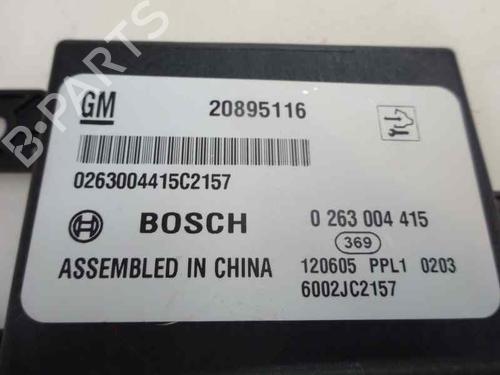 GM 20895116
0263004415C2157
BOSCH 0 263 004 415
369
ASSEMBLED IN CHINA 120605 PPL1 0203
6002JC2157
B-PARTS